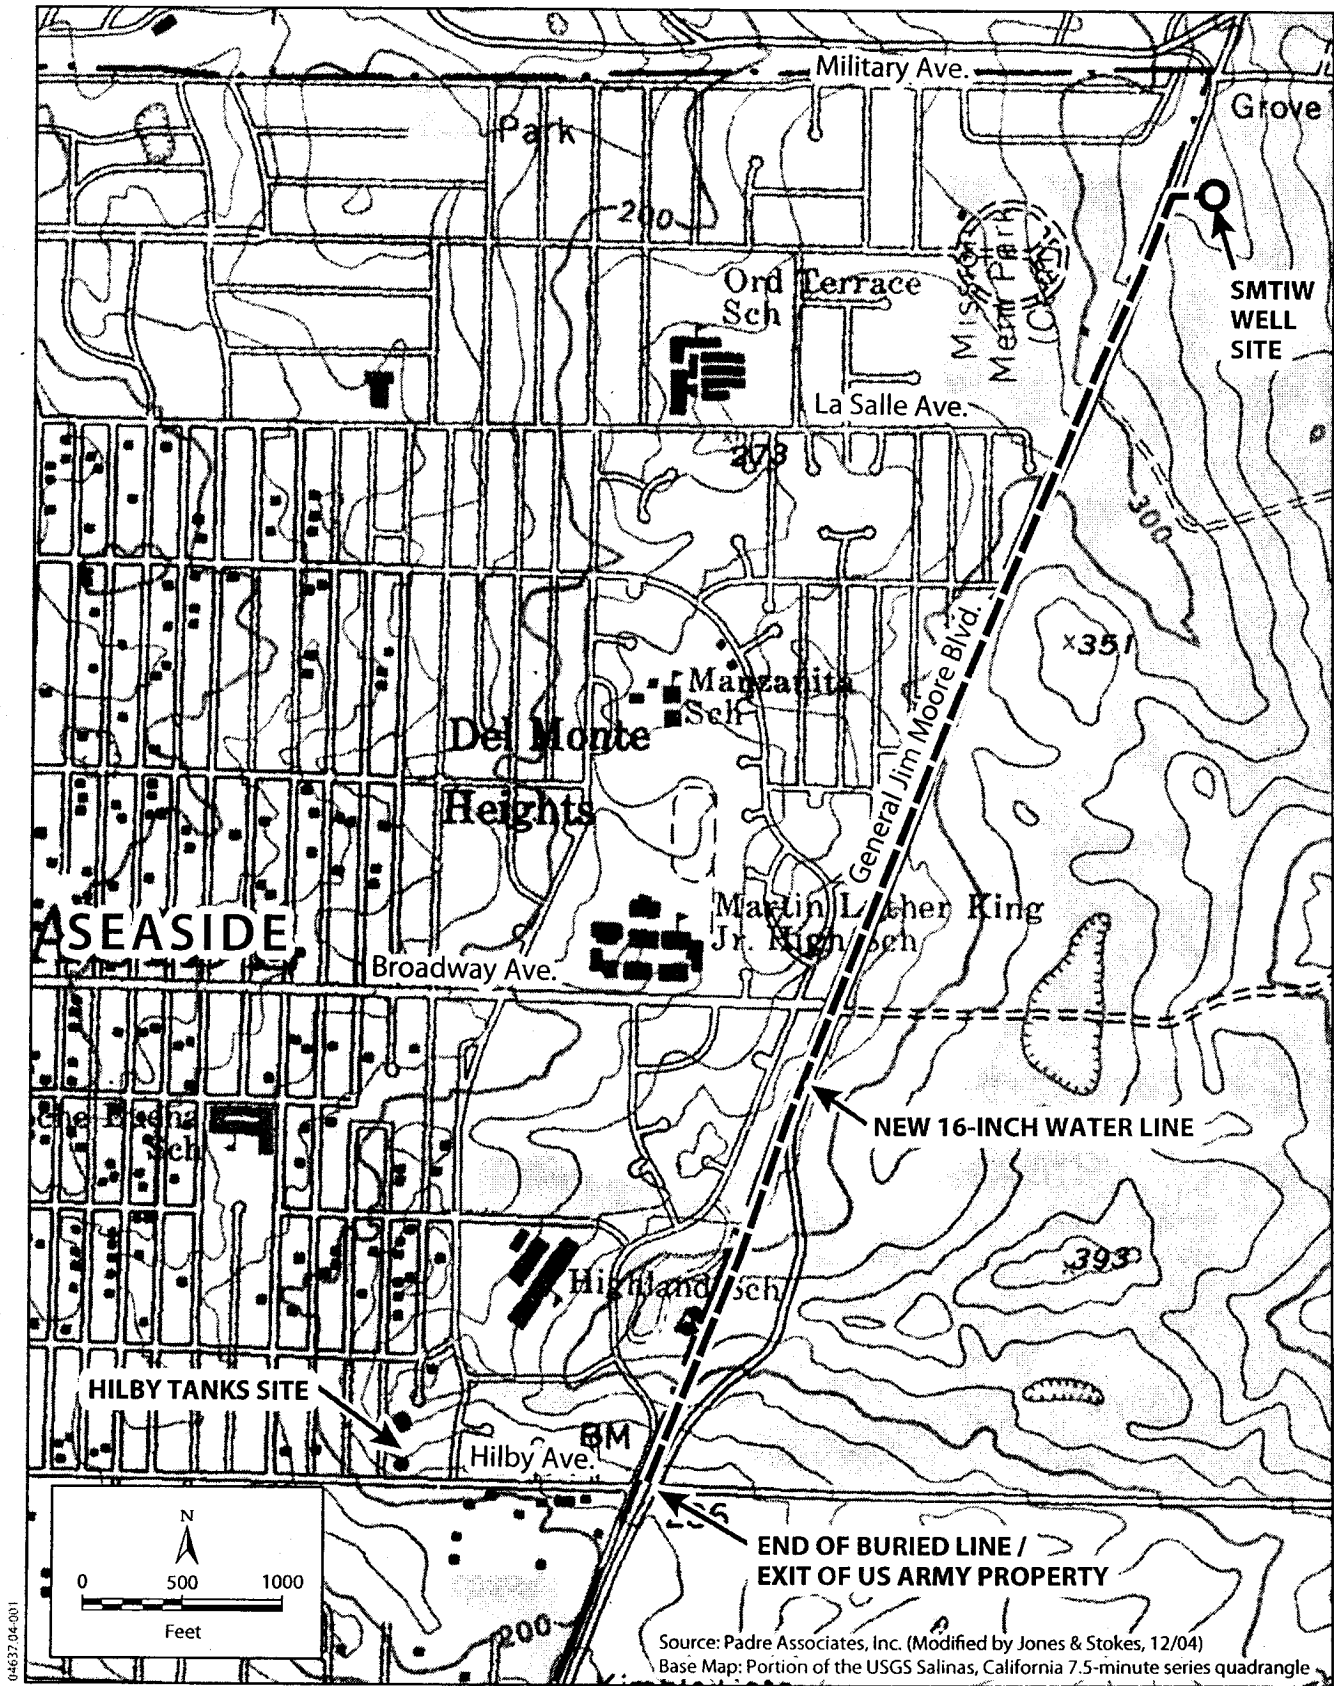 Military Ave.
Grove
Park
200
SMTIW
WELL
SITE
Ord Terrace
Sch
Mission
Mem Park
La Salle Ave.
273
300
General Jim Moore Blvd.
×351
Manzanita
Sch
Del Monte
Heights
SEASIDE
Martin Luther King
Jr. High Sch
Broadway Ave.
NEW 16-INCH WATER LINE
Sch
×393
Highland Sch
HILBY TANKS SITE
BM
Hilby Ave.
END OF BURIED LINE /
EXIT OF US ARMY PROPERTY
N
0 500 1000
Feet
200
04637.04-001
Source: Padre Associates, Inc. (Modified by Jones & Stokes, 12/04)
Base Map: Portion of the USGS Salinas, California 7.5-minute series quadrangle